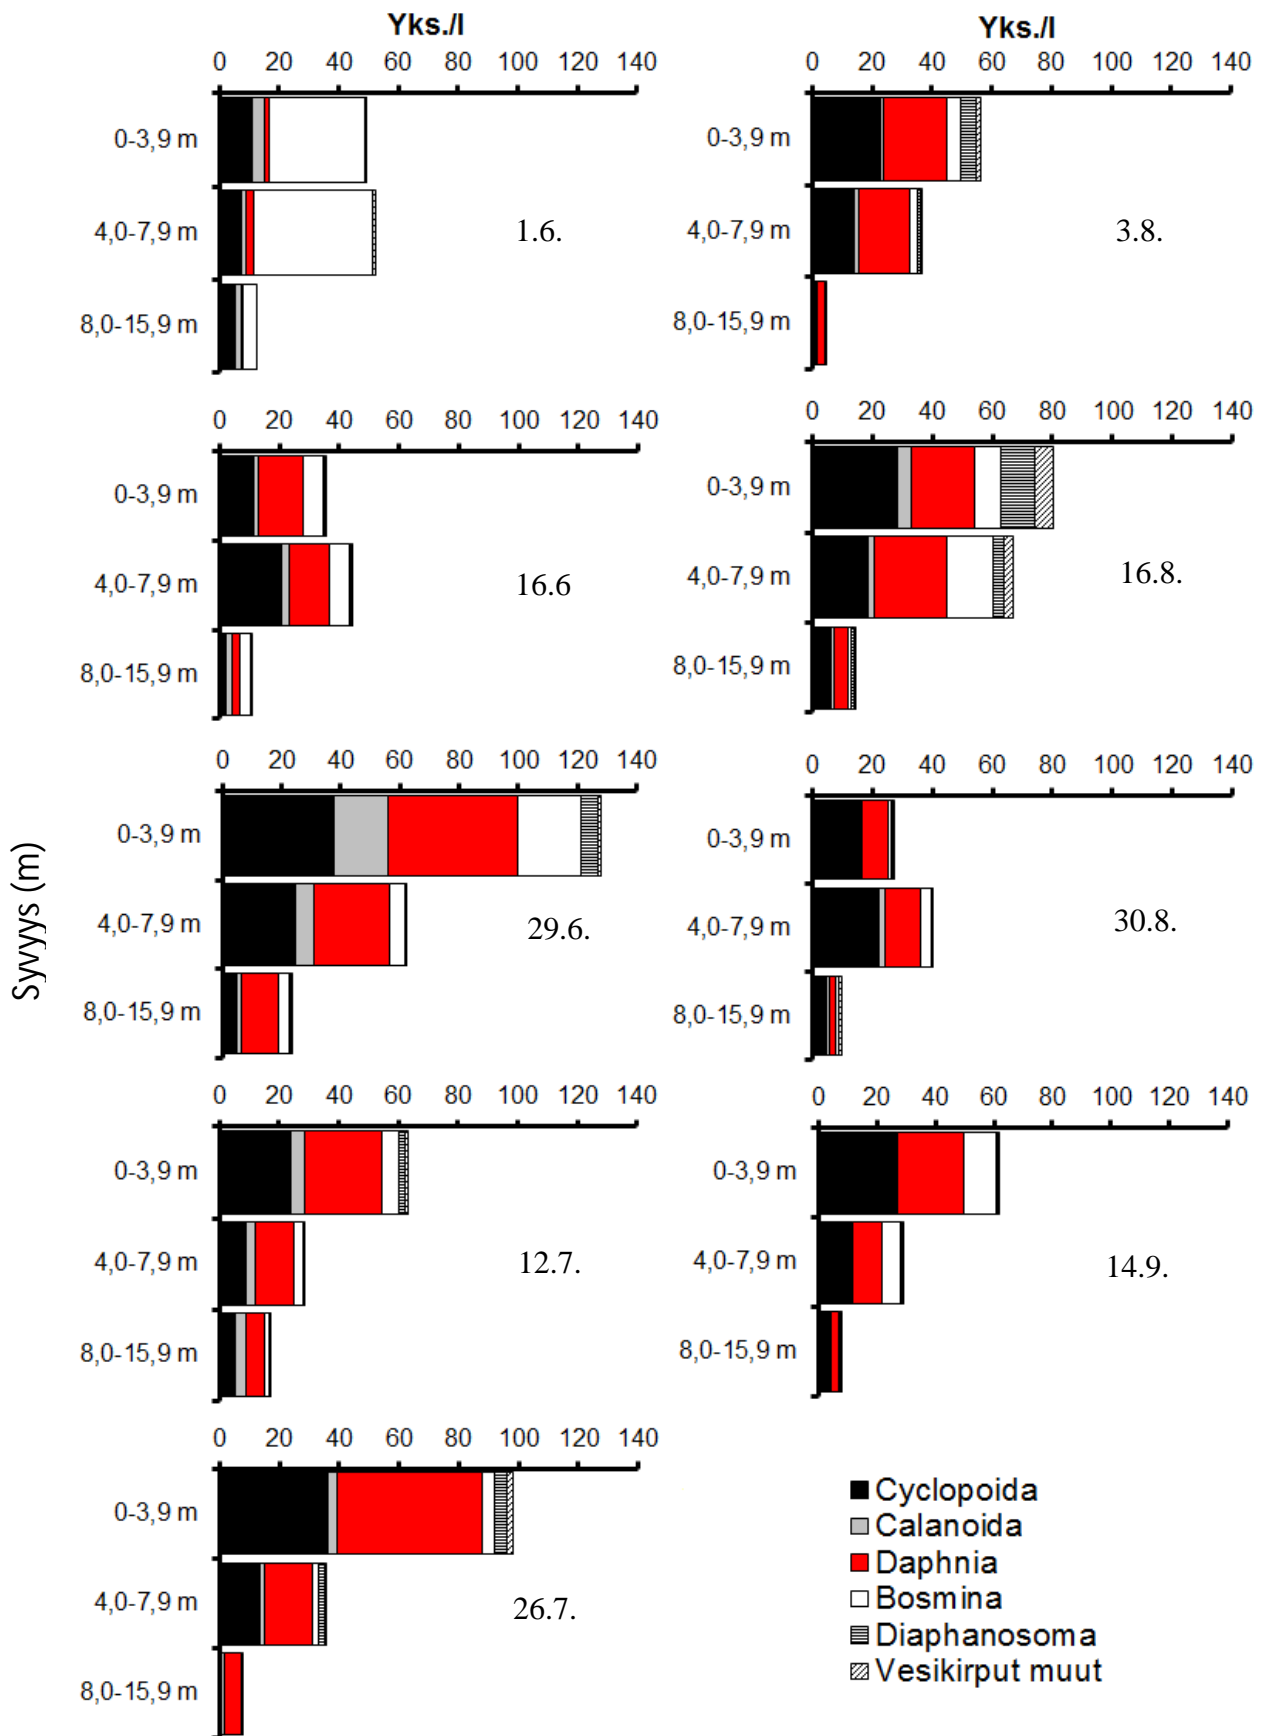 Yks./l
0 20 40 60 80 100 120 140
0-3,9 m
4,0-7,9 m
8,0-15,9 m
1.6.
0 20 40 60 80 100 120 140
0-3,9 m
4,0-7,9 m
8,0-15,9 m
16.6
0 20 40 60 80 100 120 140
0-3,9 m
4,0-7,9 m
8,0-15,9 m
29.6.
0 20 40 60 80 100 120 140
0-3,9 m
4,0-7,9 m
8,0-15,9 m
12.7.
0 20 40 60 80 100 120 140
0-3,9 m
4,0-7,9 m
8,0-15,9 m
26.7.
Syvyys (m)
Yks./l
0 20 40 60 80 100 120 140
0-3,9 m
4,0-7,9 m
8,0-15,9 m
3.8.
0 20 40 60 80 100 120 140
0-3,9 m
4,0-7,9 m
8,0-15,9 m
16.8.
0 20 40 60 80 100 120 140
0-3,9 m
4,0-7,9 m
8,0-15,9 m
30.8.
0 20 40 60 80 100 120 140
0-3,9 m
4,0-7,9 m
8,0-15,9 m
14.9.
Cyclopoida
Calanoida
Daphnia
Bosmina
Diaphanosoma
Vesikirput muut